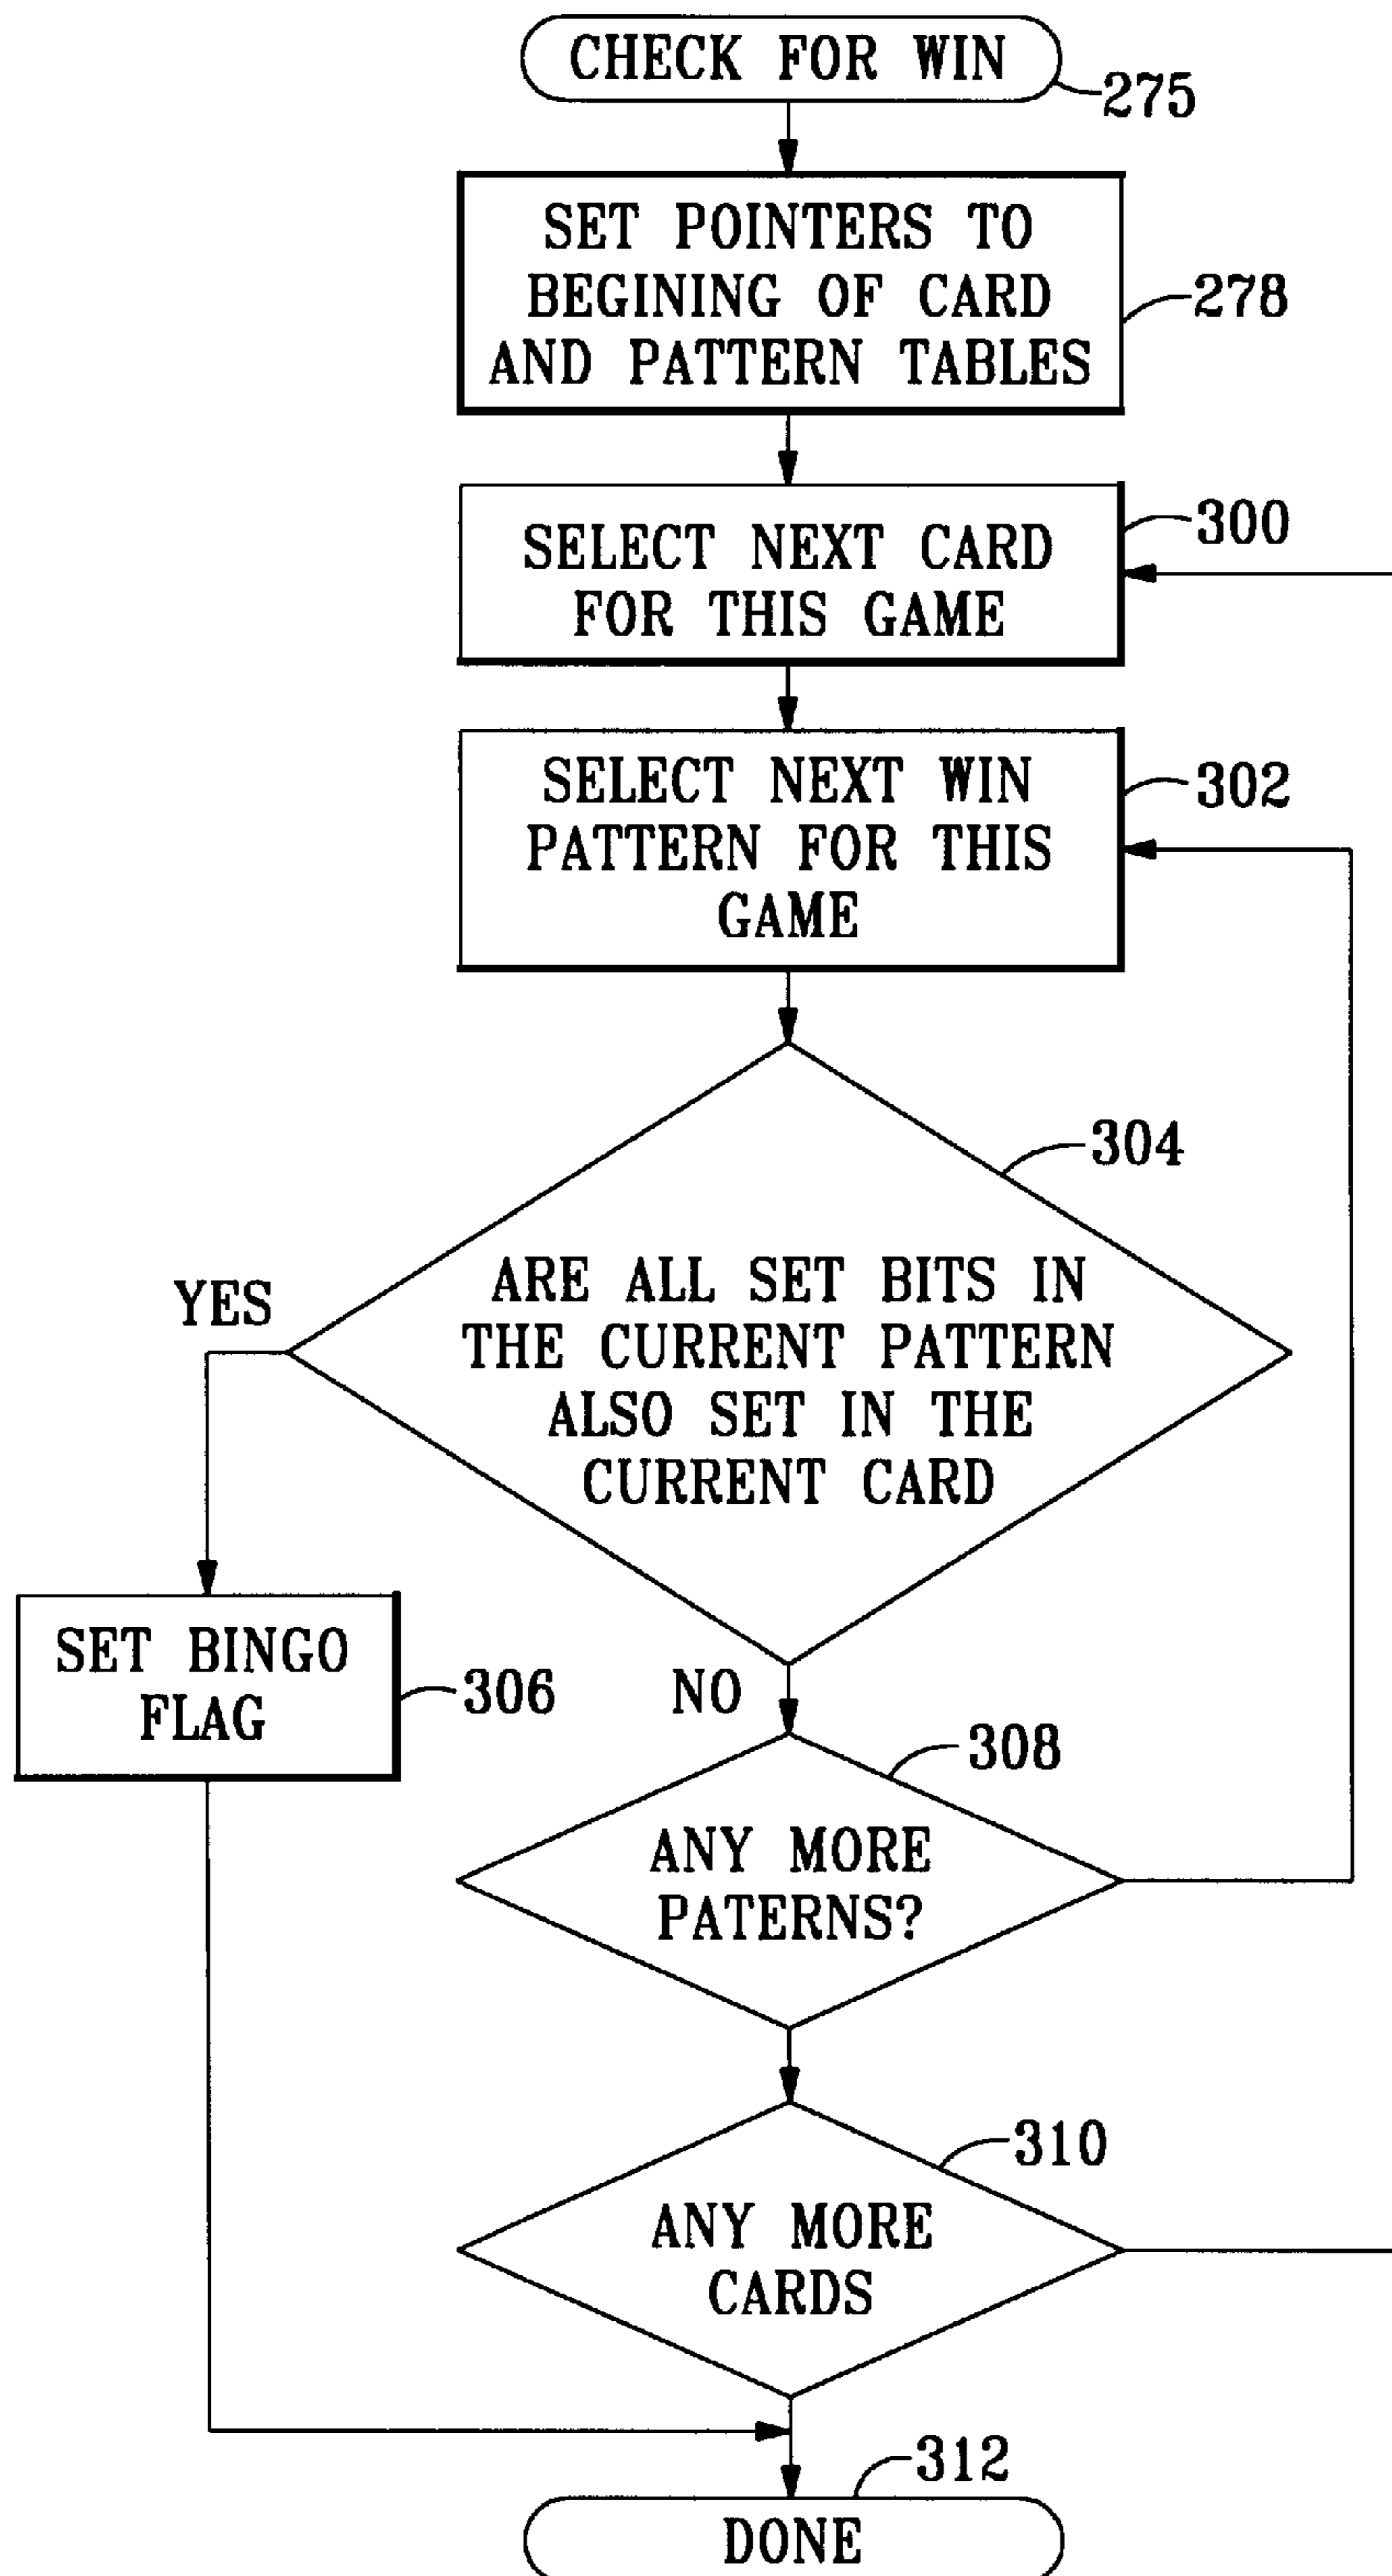 CHECK FOR WIN
275
SET POINTERS TO
BEGINING OF CARD
AND PATTERN TABLES
278
SELECT NEXT CARD
FOR THIS GAME
300
SELECT NEXT WIN
PATTERN FOR THIS
GAME
302
304
ARE ALL SET BITS IN
THE CURRENT PATTERN
ALSO SET IN THE
CURRENT CARD
YES
SET BINGO
FLAG
306
NO
308
ANY MORE
PATERNS?
310
ANY MORE
CARDS
312
DONE